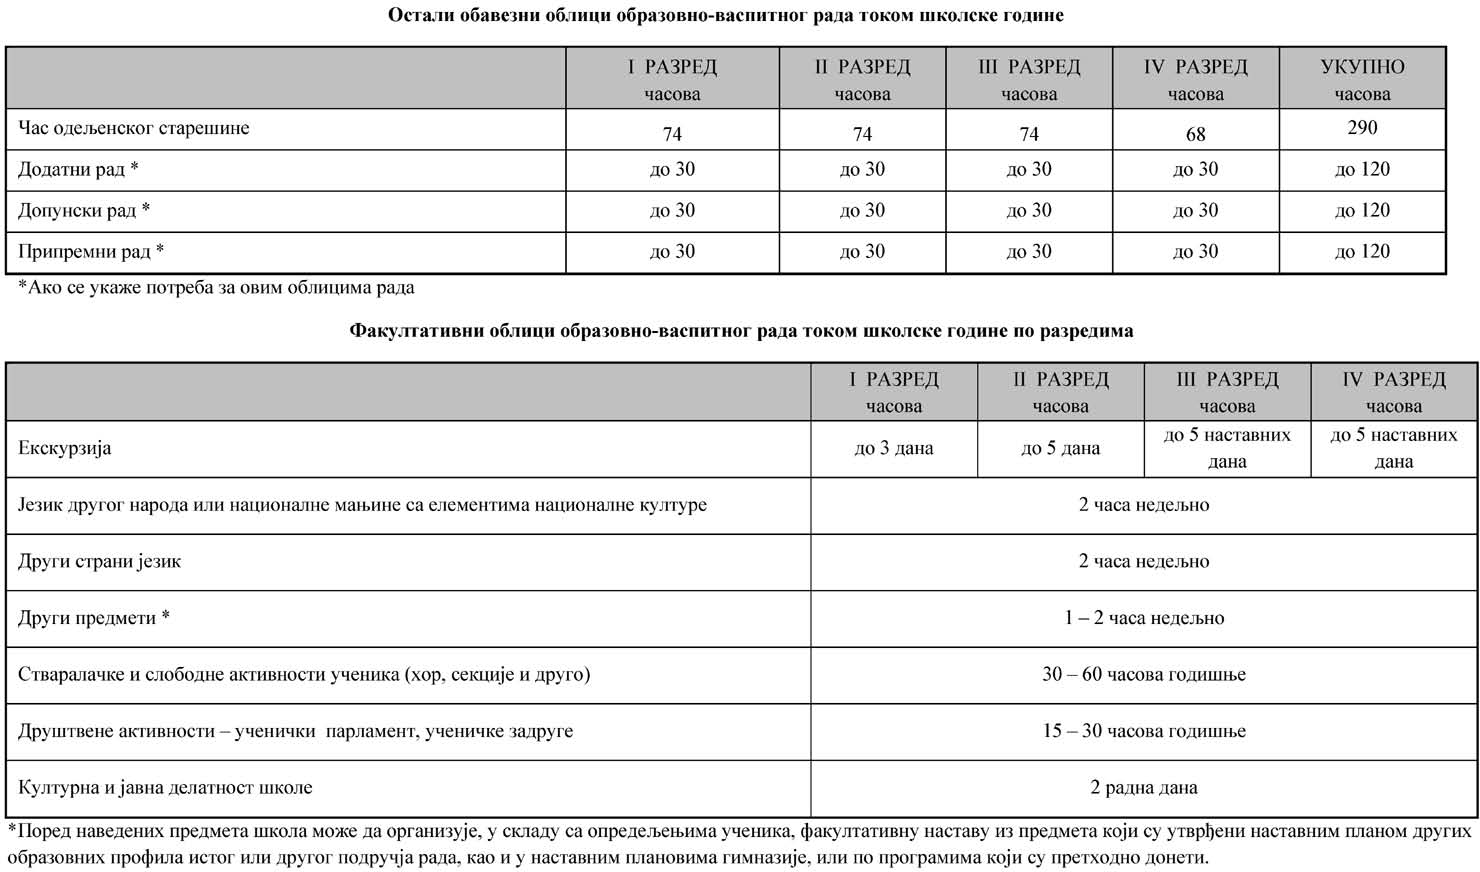 Остали обавезни облици образовно-васпитног рада током школске године
I РАЗРЕД часова II РАЗРЕД часова III РАЗРЕД часова IV РАЗРЕД часова УКУПНО часова
Час одељенског старешине 74 74 74 68 290
Додатни рад * до 30 до 30 до 30 до 30 до 120
Допунски рад * до 30 до 30 до 30 до 30 до 120
Припремни рад * до 30 до 30 до 30 до 30 до 120
*Ако се укаже потреба за овим облицима рада
Факултативни облици образовно-васпитног рада током школске године по разредима
I РАЗРЕД часова II РАЗРЕД часова III РАЗРЕД часова IV РАЗРЕД часова
Екскурзија до 3 дана до 5 дана до 5 наставних дана до 5 наставних дана
Језик другог народа или националне мањине са елементима националне културе 2 часа недељно
Други страни језик 2 часа недељно
Други предмети * 1 – 2 часа недељно
Стваралачке и слободне активности ученика (хор, секције и друго) 30 – 60 часова годишње
Друштвене активности – ученички парламент, ученичке задруге 15 – 30 часова годишње
Културна и јавна делатност школе 2 радна дана
*Поред наведених предмета школа може да организује, у складу са опредељењима ученика, факултативну наставу из предмета који су утврђени наставним планом других
образовних профила истог или другог подручја рада, као и у наставним плановима гимназије, или по програмима који су претходно донети.